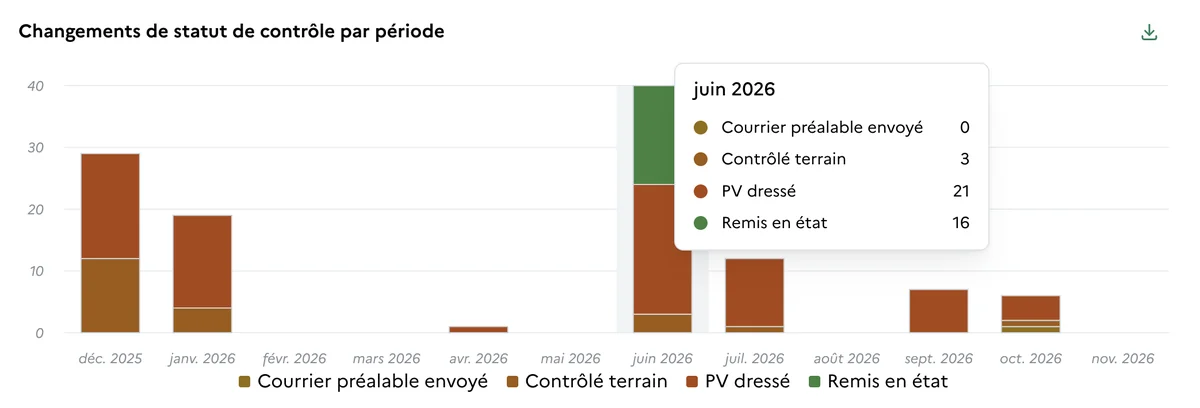 Changements de statut de contrôle par période
juin 2026
Courrier préalable envoyé 0
Contrôlé terrain 3
PV dressé 21
Remis en état 16
40
30
20
10
0
déc. 2025 janv. 2026 févr. 2026 mars 2026 avr. 2026 mai 2026 juin 2026 juil. 2026 août 2026 sept. 2026 oct. 2026 nov. 2026
Courrier préalable envoyé Contrôlé terrain PV dressé Remis en état